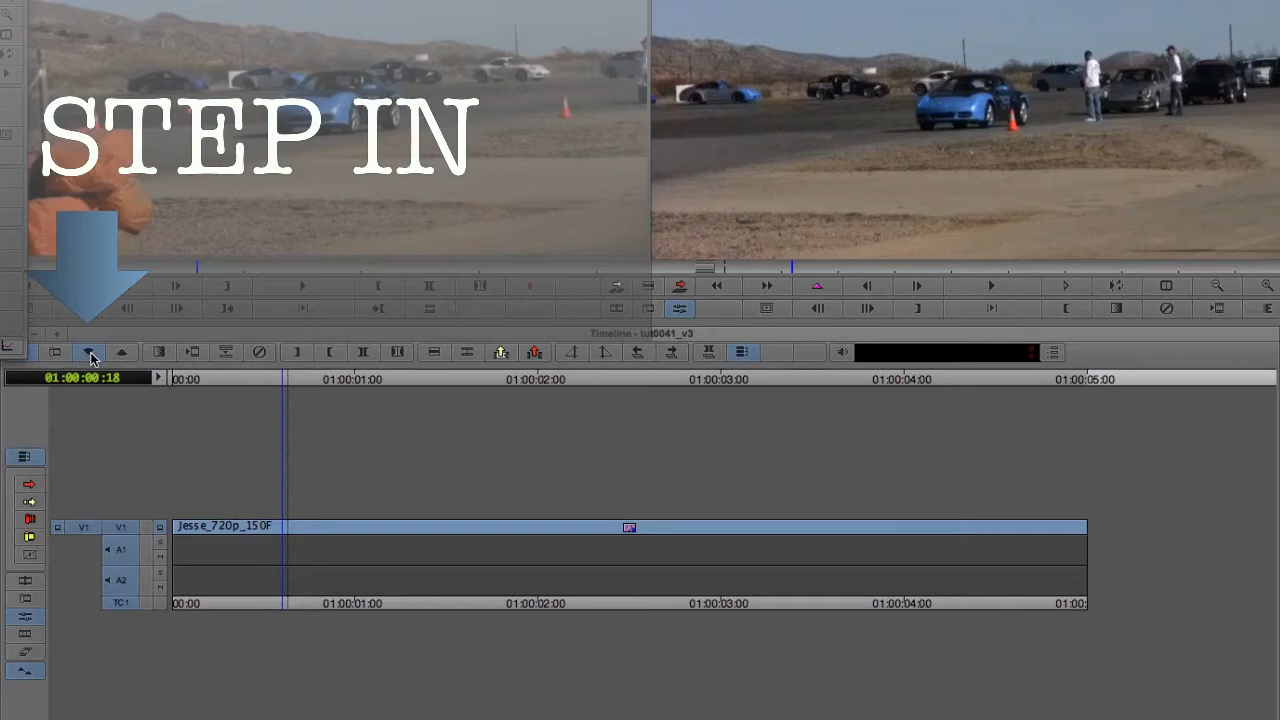 STEP IN
Timeline - tut0041_v3
01:00:00:18
00:00 01:00:01:00 01:00:02:00 01:00:03:00 01:00:04:00 01:00:05:00
V1 V1 Jesse_720p_150F
S
A1 M
S
A2 M
TC1 00:00 01:00:01:00 01:00:02:00 01:00:03:00 01:00:04:00 01:00: